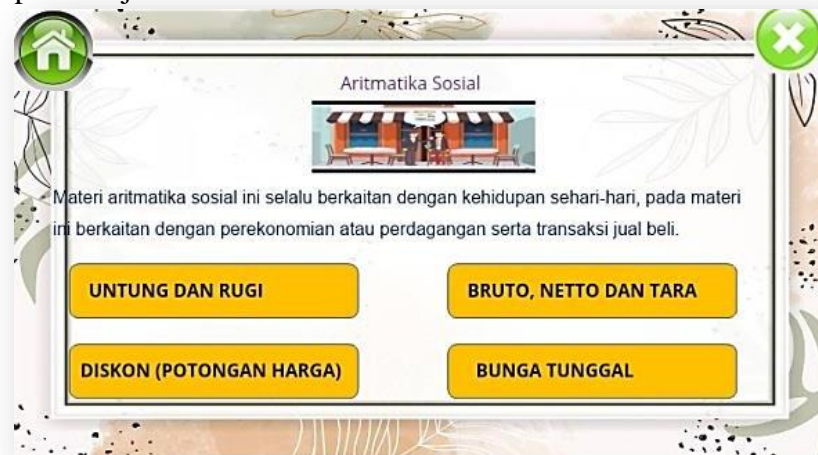 Aritmatika Sosial
Materi aritmatika sosial ini selalu berkaitan dengan kehidupan sehari-hari, pada materi
ini berkaitan dengan perekonomian atau perdagangan serta transaksi jual beli.
UNTUNG DAN RUGI
BRUTO, NETTO DAN TARA
DISKON (POTONGAN HARGA)
BUNGA TUNGGAL